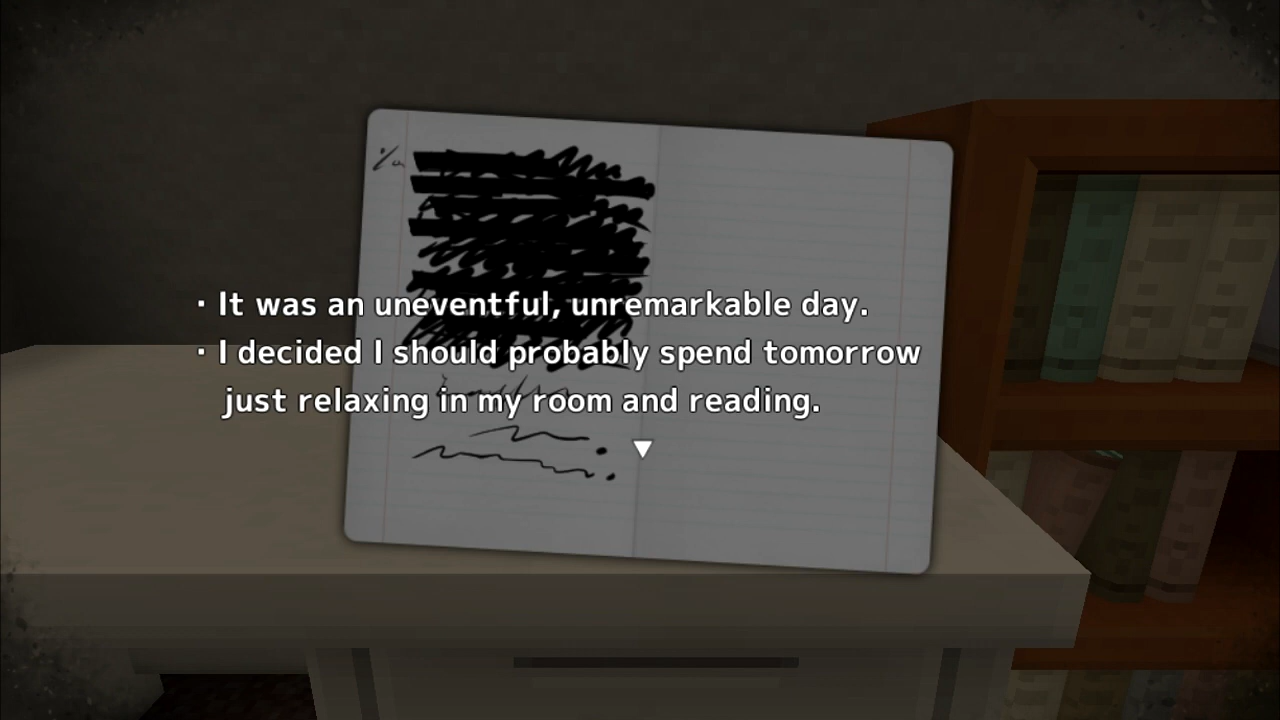 · It was an uneventful, unremarkable day.
· I decided I should probably spend tomorrow
just relaxing in my room and reading.